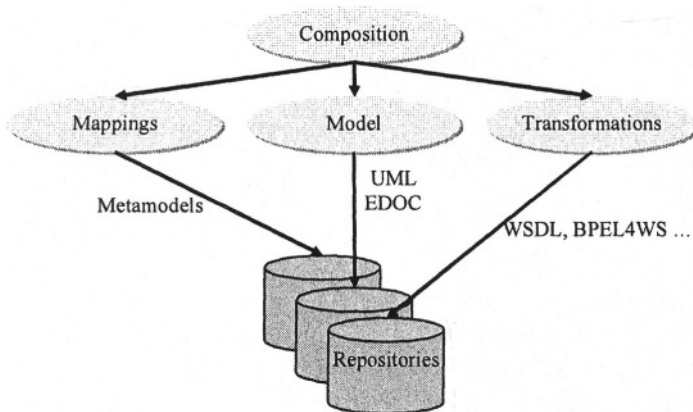 Composition
Mappings
Model
Transformations
UML
EDOC
Metamodels
WSDL, BPEL4WS ...
Repositories